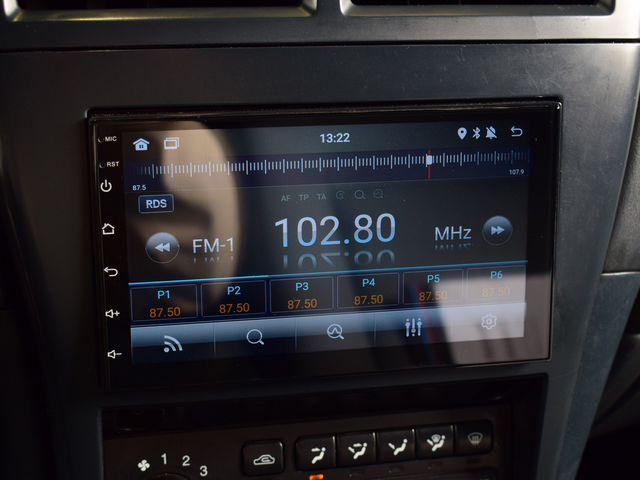 MIC
13:22
RST
87.5
107.9
RDS
AF TP TA
FM-1
102.80
MHz
P1 P2 P3 P4 P5 P6
87.50 87.50 87.50 87.50 87.50 87.50
1 2 3